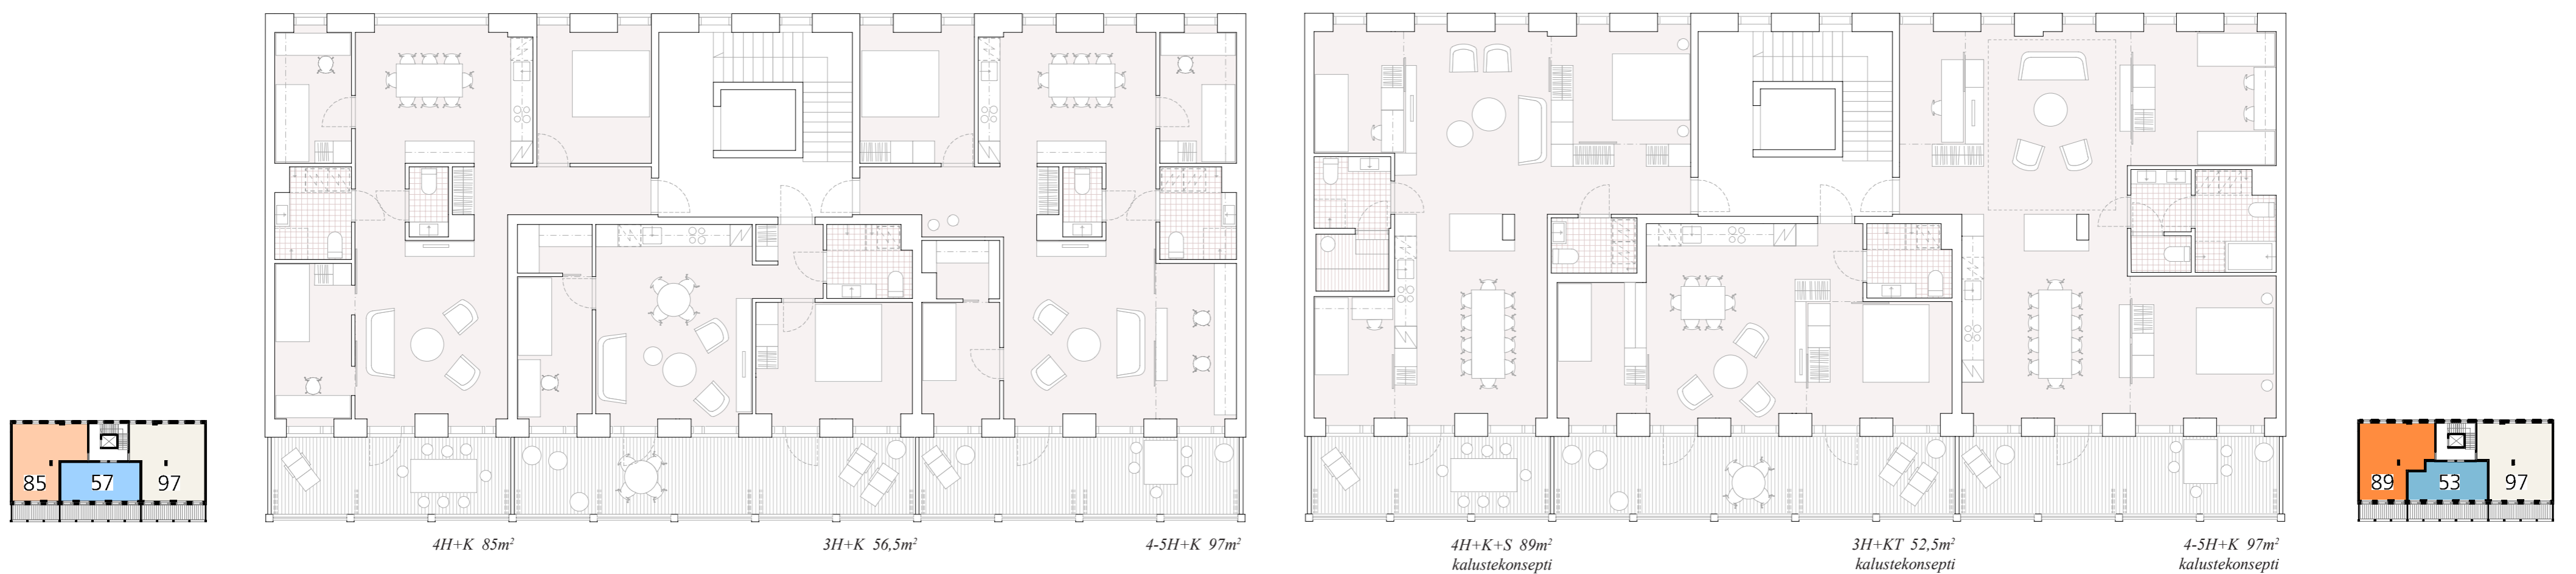 85
57
97
4H+K 85m²
3H+K 56,5m²
4-5H+K 97m²
4H+K+S 89m²
kalustekonsepti
3H+KT 52,5m²
kalustekonsepti
4-5H+K 97m²
kalustekonsepti
89
53
97